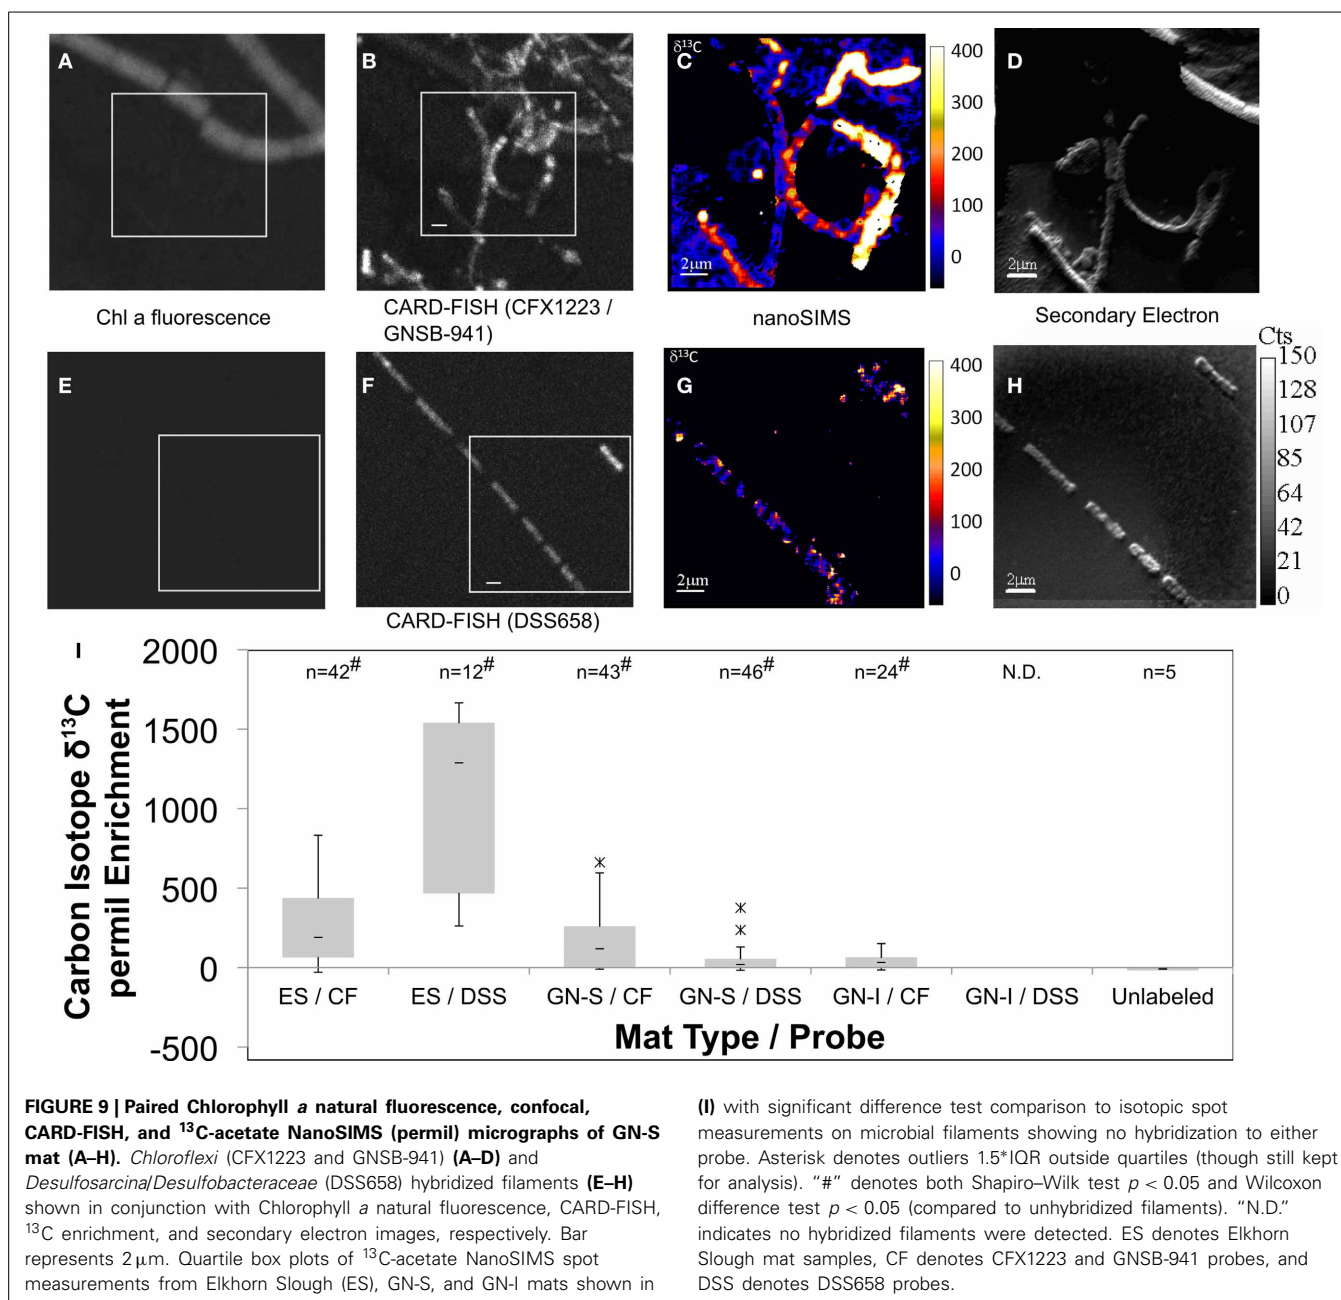 A
B
δ13C
C
400
300
200
100
0
2μm
D
2μm
Chl a fluorescence
CARD-FISH (CFX1223 /
GNSB-941)
nanoSIMS
Secondary Electron
E
F
δ13C
G
400
300
200
100
0
2μm
H
2μm
Cts
150
128
107
85
64
42
21
0
CARD-FISH (DSS658)
I
Carbon Isotope δ13C
permil Enrichment
2000
1500
1000
500
0
-500
n=42#
n=12#
n=43#
n=46#
n=24#
N.D.
n=5
ES / CF
ES / DSS
GN-S / CF
GN-S / DSS
GN-I / CF
GN-I / DSS
Unlabeled
Mat Type / Probe
FIGURE 9 | Paired Chlorophyll a natural fluorescence, confocal,
CARD-FISH, and 13C-acetate NanoSIMS (permil) micrographs of GN-S
mat (A–H). Chloroflexi (CFX1223 and GNSB-941) (A–D) and
Desulfosarcina/Desulfobacteraceae (DSS658) hybridized filaments (E–H)
shown in conjunction with Chlorophyll a natural fluorescence, CARD-FISH,
13C enrichment, and secondary electron images, respectively. Bar
represents 2 μm. Quartile box plots of 13C-acetate NanoSIMS spot
measurements from Elkhorn Slough (ES), GN-S, and GN-I mats shown in
(I) with significant difference test comparison to isotopic spot
measurements on microbial filaments showing no hybridization to either
probe. Asterisk denotes outliers 1.5*IQR outside quartiles (though still kept
for analysis). “#” denotes both Shapiro–Wilk test p < 0.05 and Wilcoxon
difference test p < 0.05 (compared to unhybridized filaments). “N.D.”
indicates no hybridized filaments were detected. ES denotes Elkhorn
Slough mat samples, CF denotes CFX1223 and GNSB-941 probes, and
DSS denotes DSS658 probes.